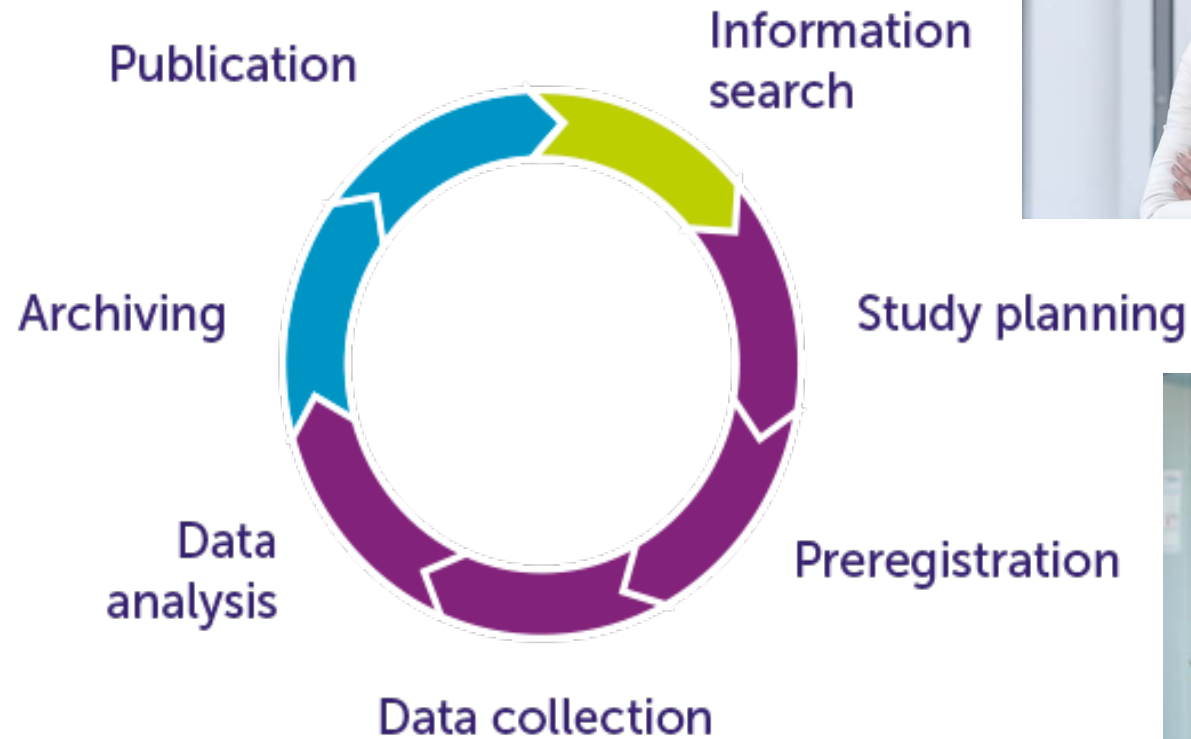 Information
search
Study planning
Preregistration
Data collection
Data
analysis
Archiving
Publication